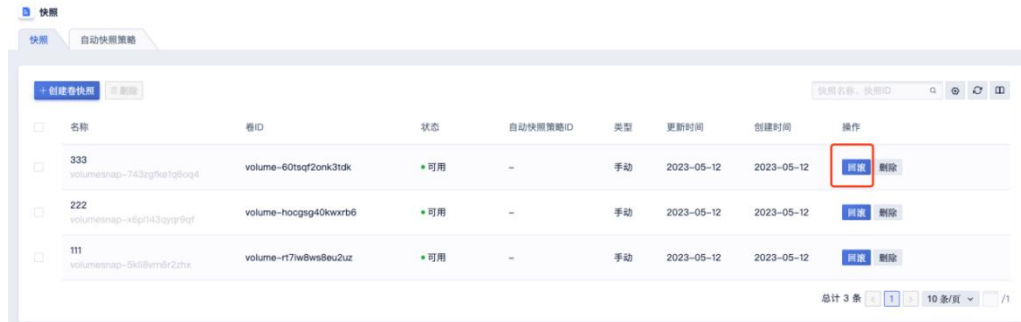 快照
快照 自动快照策略
+创建卷快照 删除 快照名称、快照ID
名称 卷ID 状态 自动快照策略ID 类型 更新时间 创建时间 操作
333 volume-60tsqf2onk3tdk 可用 - 手动 2023-05-12 2023-05-12 回滚 删除
volumesnap-743zgfke1q6oq4
222 volume-hocgsg40kwxrb6 可用 - 手动 2023-05-12 2023-05-12 回滚 删除
volumesnap-x6pl143qyqr9qf
111 volume-rt7iw8ws8eu2uz 可用 - 手动 2023-05-12 2023-05-12 回滚 删除
volumesnap-5kli8vrn6r2zhx
总计 3 条 < 1 > 10 条/页 /1